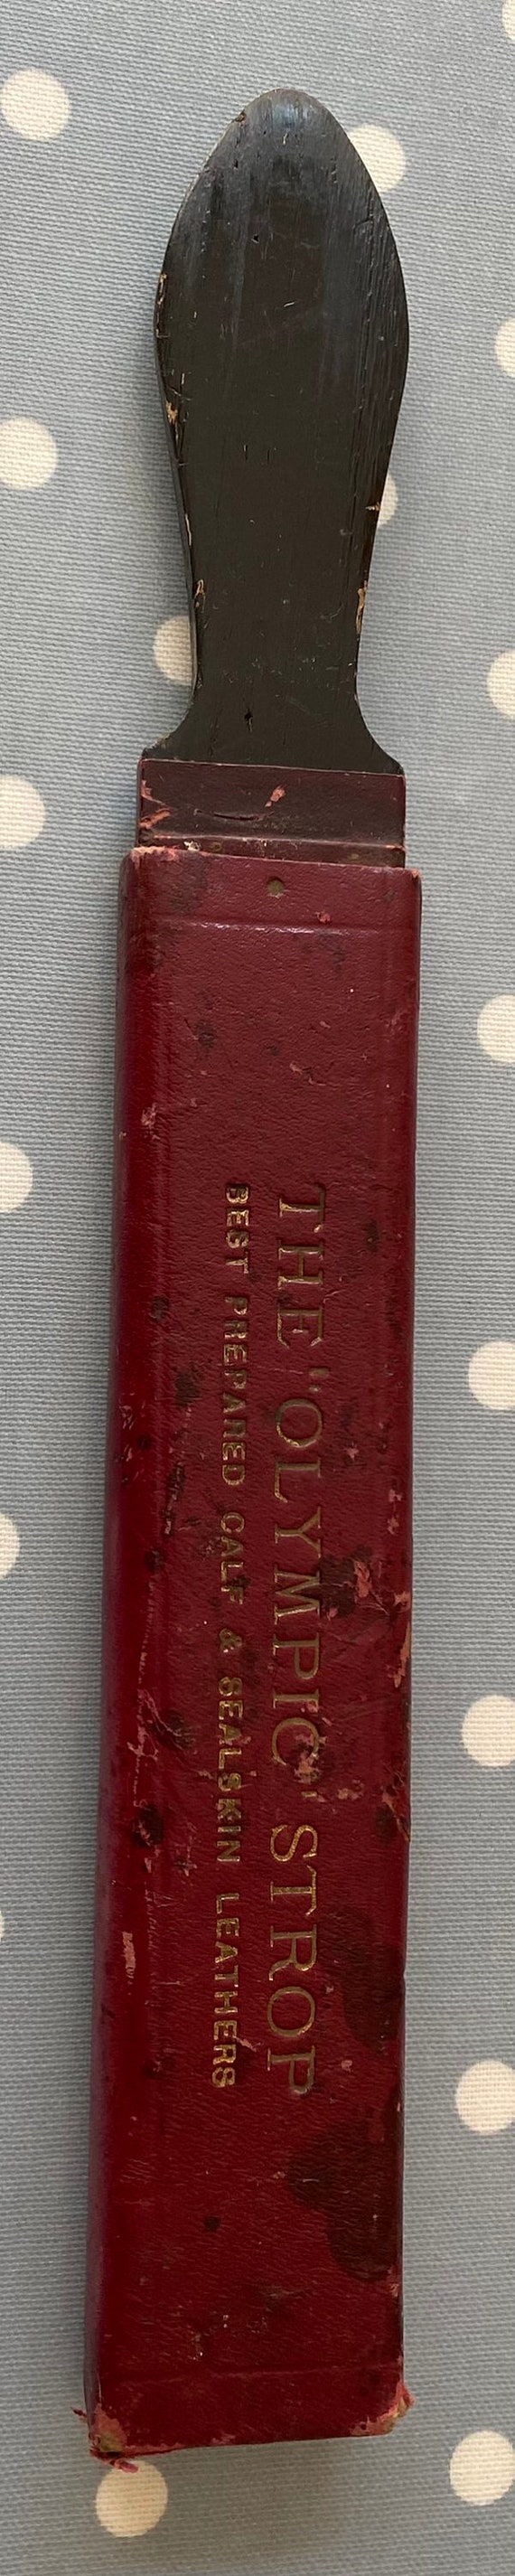 THE "OLYMPIC" STROP
BEST PREPARED CALF & SEALSKIN LEATHERS